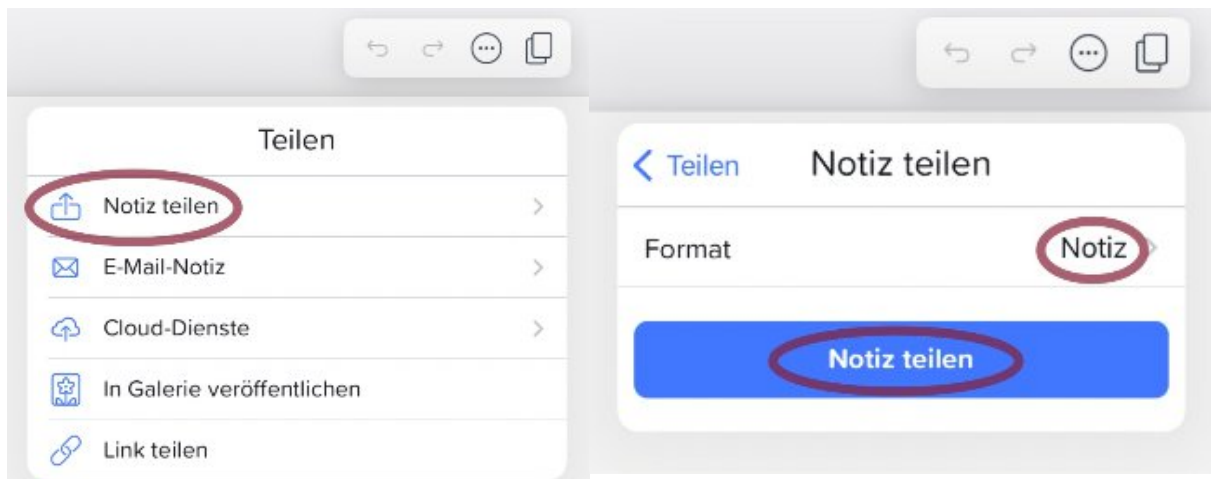 Teilen
Notiz teilen
E-Mail-Notiz
Cloud-Dienste
In Galerie veröffentlichen
Link teilen
Teilen Notiz teilen
Format Notiz
Notiz teilen